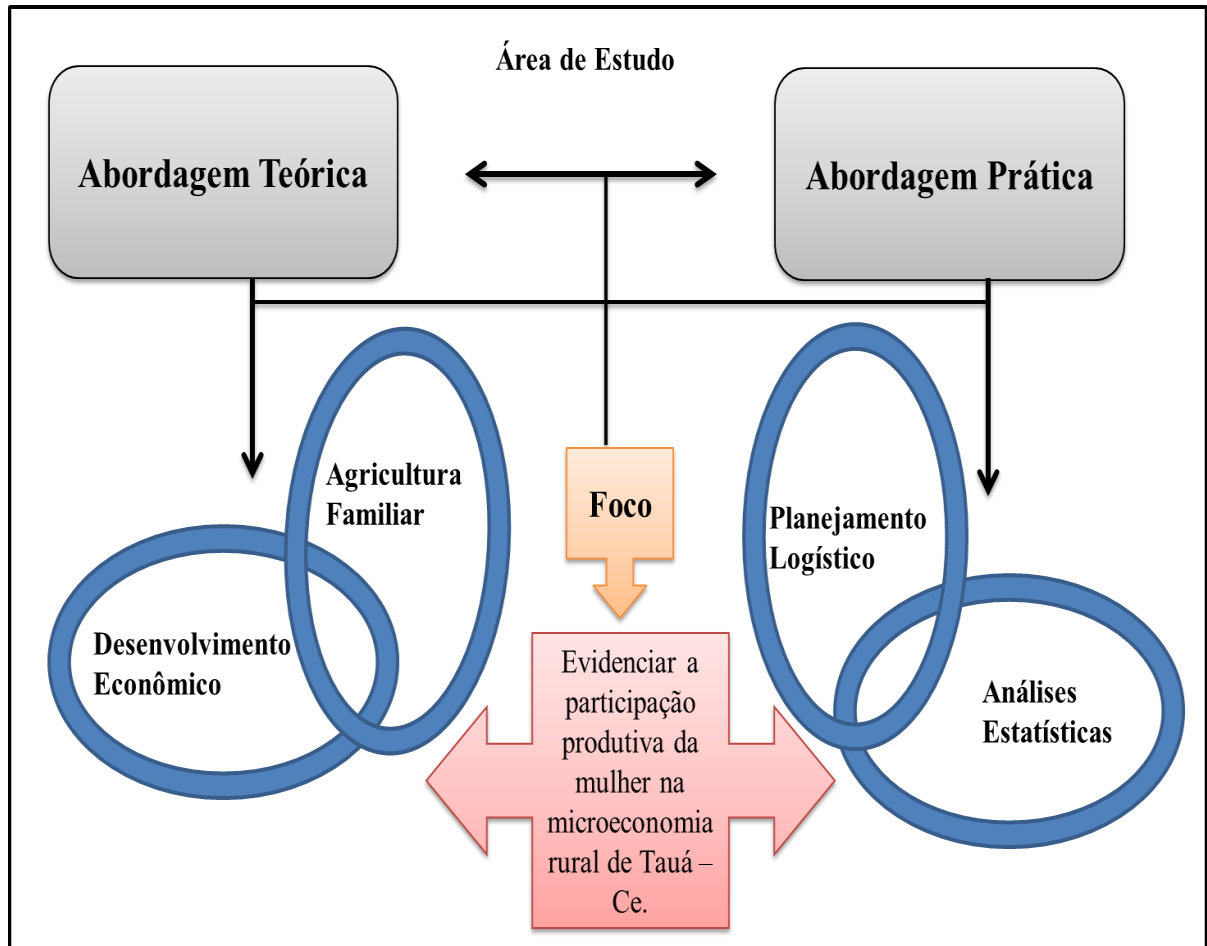 Área de Estudo
Abordagem Teórica
Abordagem Prática
Agricultura
Familiar
Desenvolvimento
Econômico
Foco
Planejamento
Logístico
Análises
Estatísticas
Evidenciar a
participação
produtiva da
mulher na
microeconomia
rural de Tauá –
Ce.